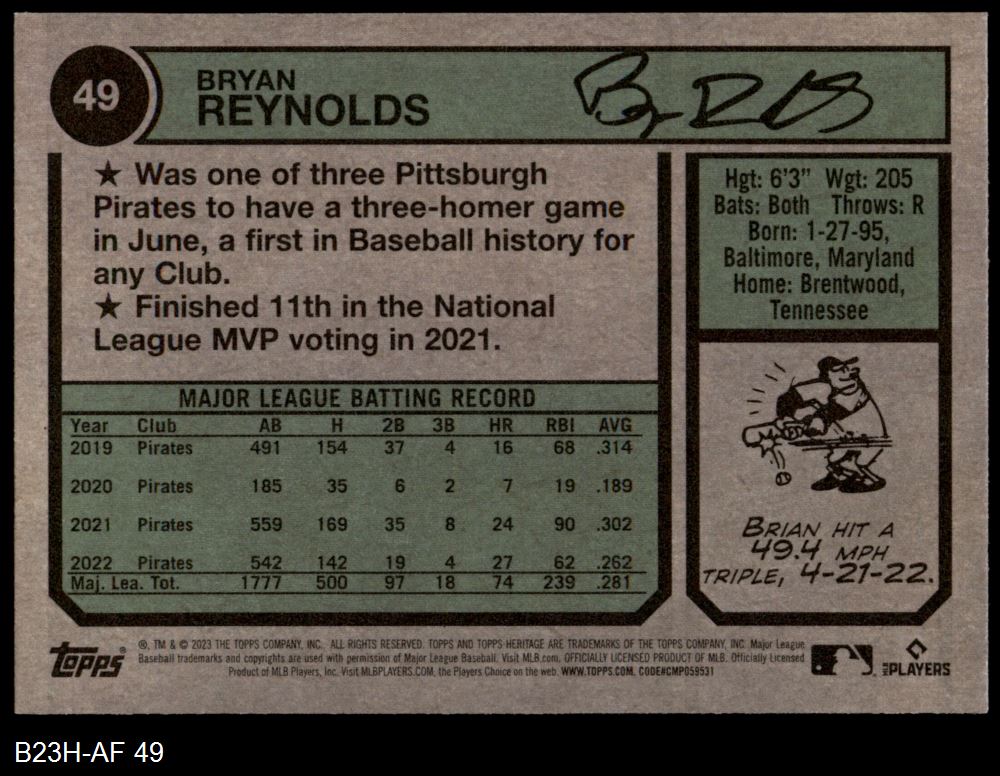 49
BRYAN
REYNOLDS
★ Was one of three Pittsburgh
Pirates to have a three-homer game
in June, a first in Baseball history for
any Club.
★ Finished 11th in the National
League MVP voting in 2021.
Hgt: 6'3" Wgt: 205
Bats: Both Throws: R
Born: 1-27-95,
Baltimore, Maryland
Home: Brentwood,
Tennessee
MAJOR LEAGUE BATTING RECORD
Year Club AB H 2B 3B HR RBI AVG
2019 Pirates 491 154 37 4 16 68 .314
2020 Pirates 185 35 6 2 7 19 .189
2021 Pirates 559 169 35 8 24 90 .302
2022 Pirates 542 142 19 4 27 62 .262
Maj. Lea. Tot. 1777 500 97 18 74 239 .281
BRIAN HIT A
49.4 MPH
TRIPLE, 4-21-22.
topps
®, TM & © 2023 THE TOPPS COMPANY, INC. ALL RIGHTS RESERVED. TOPPS AND TOPPS HERITAGE ARE TRADEMARKS OF THE TOPPS COMPANY, INC. Major League
Baseball trademarks and copyrights are used with permission of Major League Baseball. Visit MLB.com. OFFICIALLY LICENSED PRODUCT OF MLB. Officially Licensed
Product of MLB Players, Inc. Visit MLBPLAYERS.COM, the Players Choice on the web. WWW.TOPPS.COM. CODE#CMP059531
MLB PLAYERS
B23H-AF 49